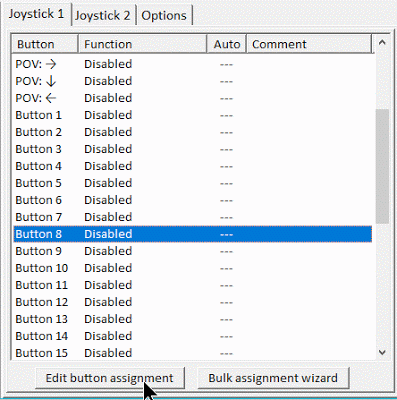 Joystick 1 Joystick 2 Options
Button Function Auto Comment
POV: → Disabled ---
POV: ↓ Disabled ---
POV: ← Disabled ---
Button 1 Disabled ---
Button 2 Disabled ---
Button 3 Disabled ---
Button 4 Disabled ---
Button 5 Disabled ---
Button 6 Disabled ---
Button 7 Disabled ---
Button 8 Disabled ---
Button 9 Disabled ---
Button 10 Disabled ---
Button 11 Disabled ---
Button 12 Disabled ---
Button 13 Disabled ---
Button 14 Disabled ---
Button 15 Disabled ---
Edit button assignment Bulk assignment wizard